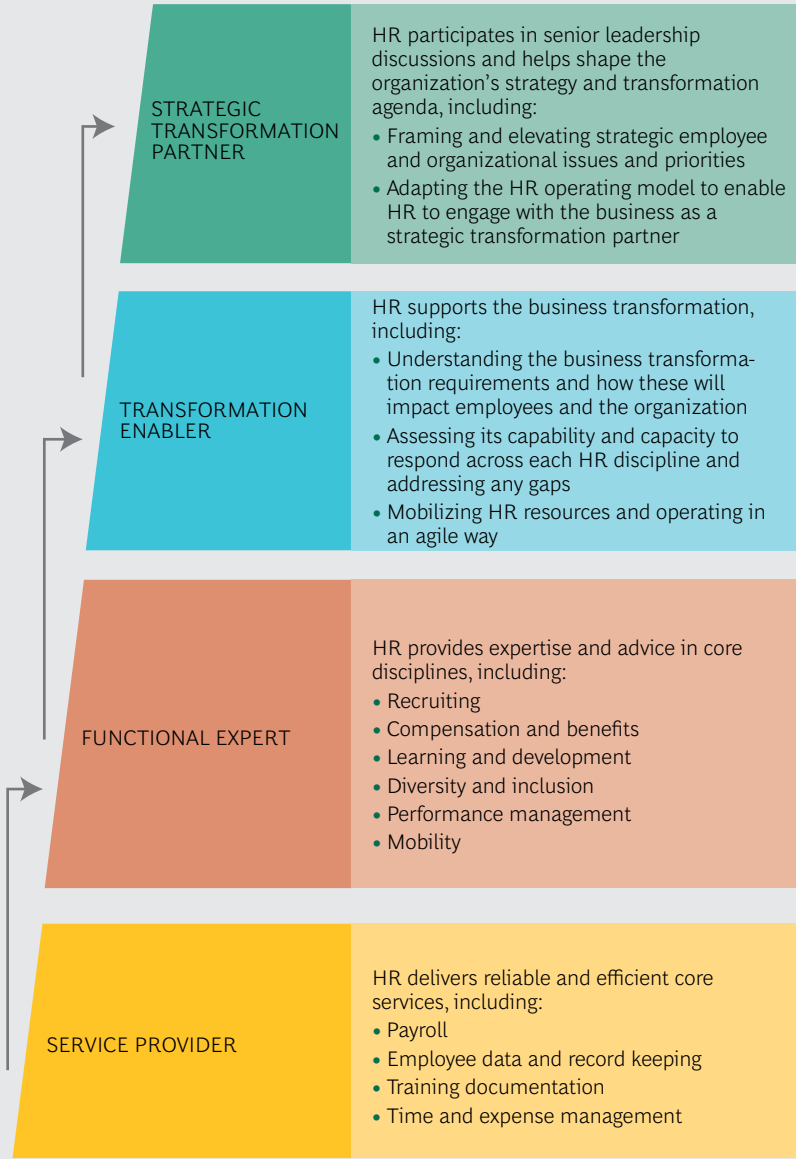 STRATEGIC
TRANSFORMATION
PARTNER
HR participates in senior leadership
discussions and helps shape the
organization’s strategy and transformation
agenda, including:
• Framing and elevating strategic employee
and organizational issues and priorities
• Adapting the HR operating model to enable
HR to engage with the business as a
strategic transformation partner
TRANSFORMATION
ENABLER
HR supports the business transformation,
including:
• Understanding the business transforma-
tion requirements and how these will
impact employees and the organization
• Assessing its capability and capacity to
respond across each HR discipline and
addressing any gaps
• Mobilizing HR resources and operating in
an agile way
FUNCTIONAL EXPERT
HR provides expertise and advice in core
disciplines, including:
• Recruiting
• Compensation and benefits
• Learning and development
• Diversity and inclusion
• Performance management
• Mobility
SERVICE PROVIDER
HR delivers reliable and efficient core
services, including:
• Payroll
• Employee data and record keeping
• Training documentation
• Time and expense management